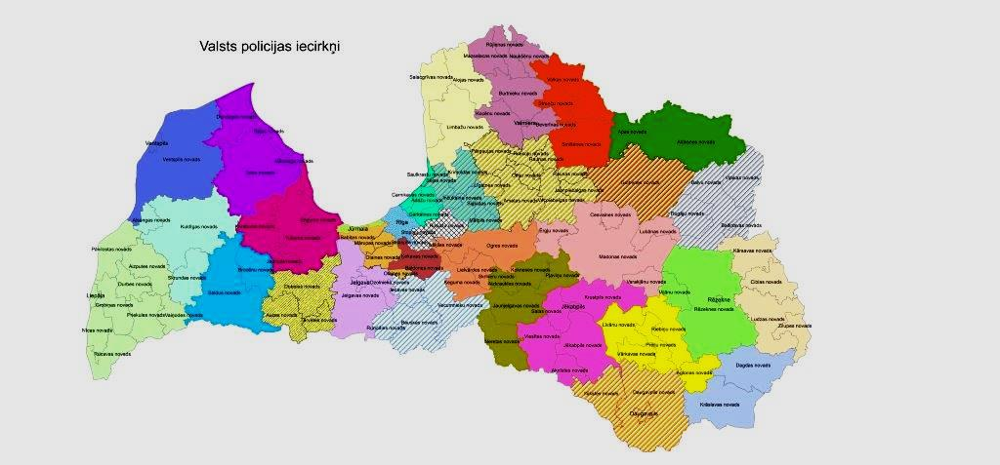 Valsts policijas iecirkņi
Rūjienas novads
Mazsalacas novads
Naukšēnu novads
Salacgrīvas novads
Alojas novads
Valkas novads
Burtnieku novads
Strenču novads
Kocēnu novads
Valmiera
Beverīnas novads
Limbažu novads
Smiltenes novads
Apes novads
Alūksnes novads
Dundagas novads
Rojas novads
Ventspils
Ventspils novads
Talsu novads
Mērsraga novads
Pārgaujas novads
Priekuļu novads
Raunas novads
Saulkrastu novads
Krimuldas novads
Sējas novads
Līgatnes novads
Cēsu novads
Jaunpiebalgas novads
Gulbenes novads
Balvu novads
Viļakas novads
Carnikavas novads
Ādažu novads
Inčukalna novads
Siguldas novads
Amatas novads
Vecpiebalgas novads
Garkalnes novads
Mālpils novads
Rugāju novads
Baltinavas novads
Alsungas novads
Kuldīgas novads
Engures novads
Tukuma novads
Rīga
Jūrmala
Babītes novads
Mārupes novads
Olaines novads
Ogres novads
Ērgļu novads
Cesvaines novads
Lubānas novads
Madonas novads
Kārsavas novads
Pāvilostas novads
Aizputes novads
Durbes novads
Skrundas novads
Brocēnu novads
Saldus novads
Jaunpils novads
Dobeles novads
Auces novads
Tērvetes novads
Jelgava
Ozolnieku novads
Jelgavas novads
Ķekavas novads
Baldones novads
Iecavas novads
Ķeguma novads
Lielvārdes novads
Skrīveru novads
Kokneses novads
Aizkraukles novads
Pļaviņu novads
Varakļānu novads
Viļānu novads
Krustpils novads
Rēzekne
Rēzeknes novads
Ciblas novads
Ludzas novads
Zilupes novads
Liepāja
Grobiņas novads
Priekules novads
Vaiņodes novads
Nīcas novads
Rucavas novads
Rundāles novads
Bauskas novads
Vecumnieku novads
Jaunjelgavas novads
Salas novads
Jēkabpils
Viesītes novads
Jēkabpils novads
Neretas novads
Aknīstes novads
Līvānu novads
Riebiņu novads
Preiļu novads
Vārkavas novads
Aglonas novads
Dagdas novads
Krāslavas novads
Ilūkstes novads
Daugavpils novads
Daugavpils